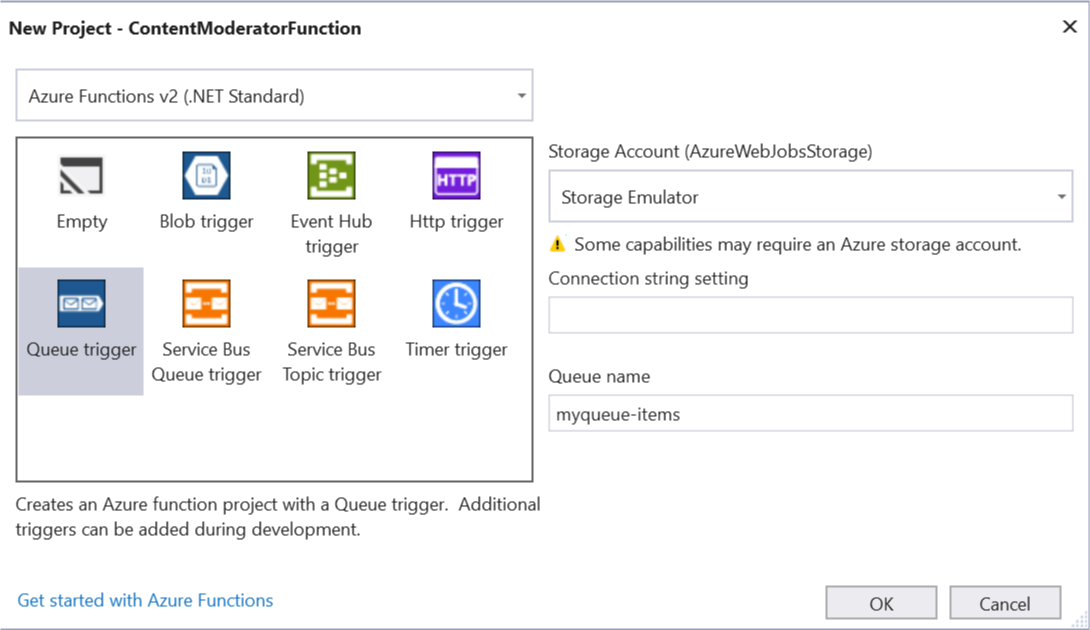 New Project - ContentModeratorFunction
Azure Functions v2 (.NET Standard)
Empty
Blob trigger
Event Hub
trigger
HTTP
Http trigger
Queue trigger
Service Bus
Queue trigger
Service Bus
Topic trigger
Timer trigger
Creates an Azure function project with a Queue trigger.  Additional
triggers can be added during development.
Get started with Azure Functions
Storage Account (AzureWebJobsStorage)
Storage Emulator
Some capabilities may require an Azure storage account.
Connection string setting
Queue name
myqueue-items
OK
Cancel